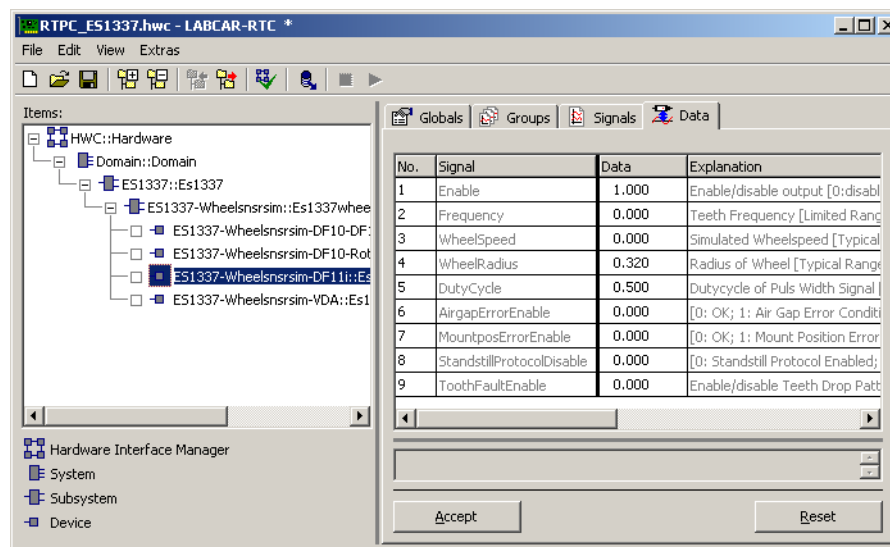 RTPC_ES1337.hwc - LABCAR-RTC *
File Edit View Extras
Items:
HWC::Hardware
Domain::Domain
ES1337::Es1337
ES1337-Wheelsnsrsim::Es1337whee
ES1337-Wheelsnsrsim-DF10-DF1
ES1337-Wheelsnsrsim-DF10-Rot
ES1337-Wheelsnsrsim-DF11i::Es
ES1337-Wheelsnsrsim-VDA::Es1
Hardware Interface Manager
System
Subsystem
Device
Globals Groups Signals Data
No. Signal Data Explanation
1 Enable 1.000 Enable/disable output [0:disabl
2 Frequency 0.000 Teeth Frequency [Limited Rang
3 WheelSpeed 0.000 Simulated Wheelspeed [Typical
4 WheelRadius 0.320 Radius of Wheel [Typical Range
5 DutyCycle 0.500 Dutycycle of Puls Width Signal [
6 AirgapErrorEnable 0.000 [0: OK; 1: Air Gap Error Conditi
7 MountposErrorEnable 0.000 [0: OK; 1: Mount Position Error
8 StandstillProtocolDisable 0.000 [0: Standstill Protocol Enabled;
9 ToothFaultEnable 0.000 Enable/disable Teeth Drop Patt
Accept Reset